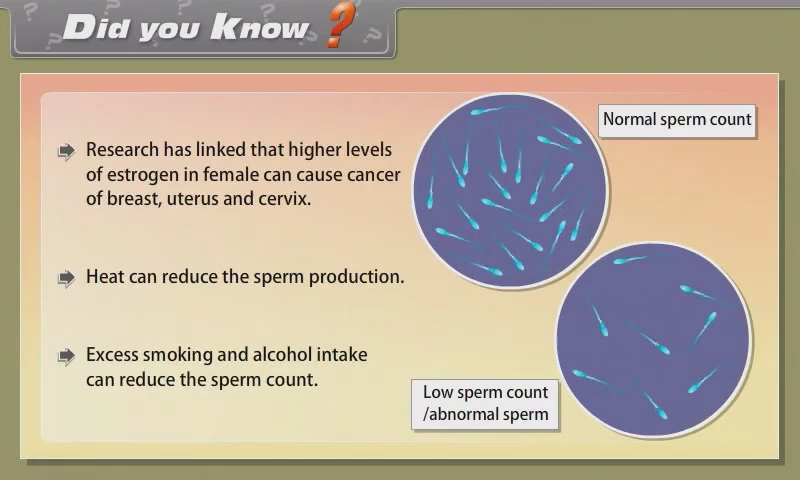 Did you Know ?
Research has linked that higher levels
of estrogen in female can cause cancer
of breast, uterus and cervix.
Heat can reduce the sperm production.
Excess smoking and alcohol intake
can reduce the sperm count.
Normal sperm count
Low sperm count
/abnormal sperm